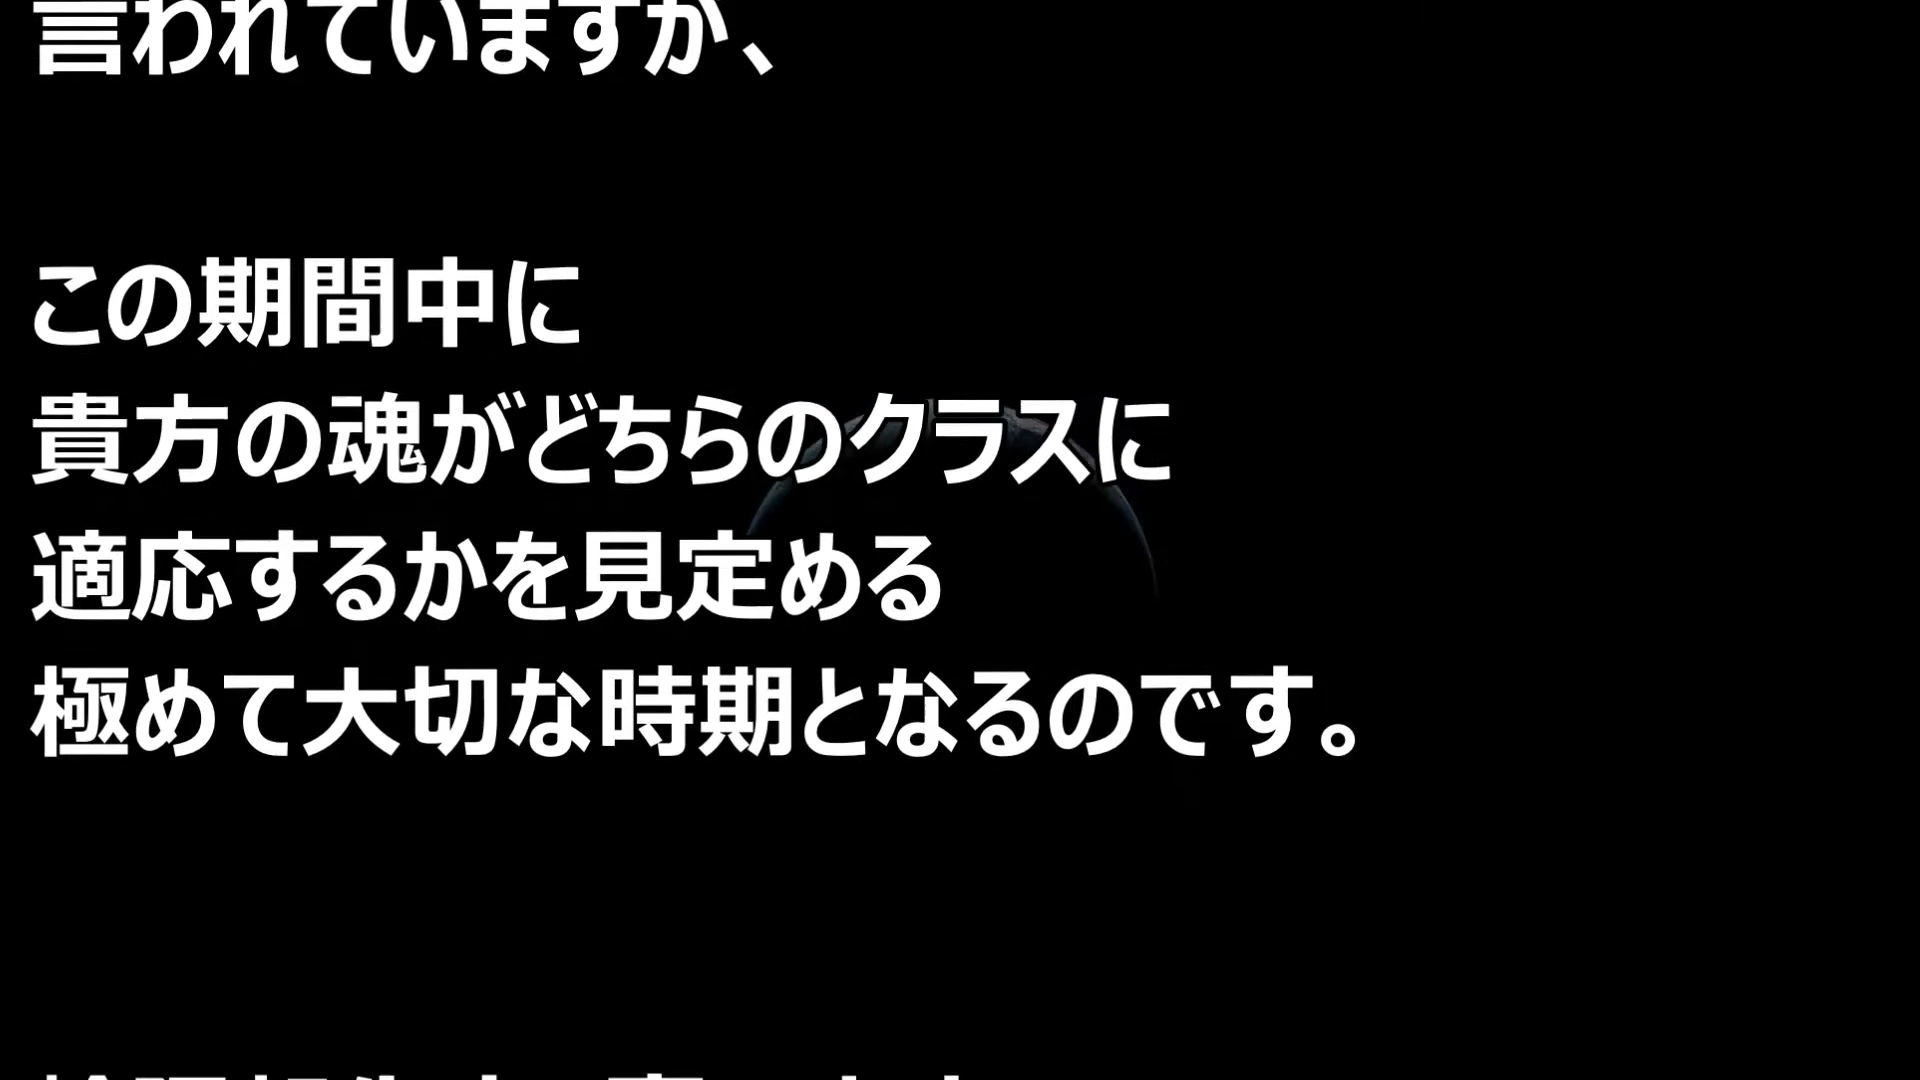 言われていますが、
この期間中に
貴方の魂がどちらのクラスに
適応するかを見定める
極めて大切な時期となるのです。